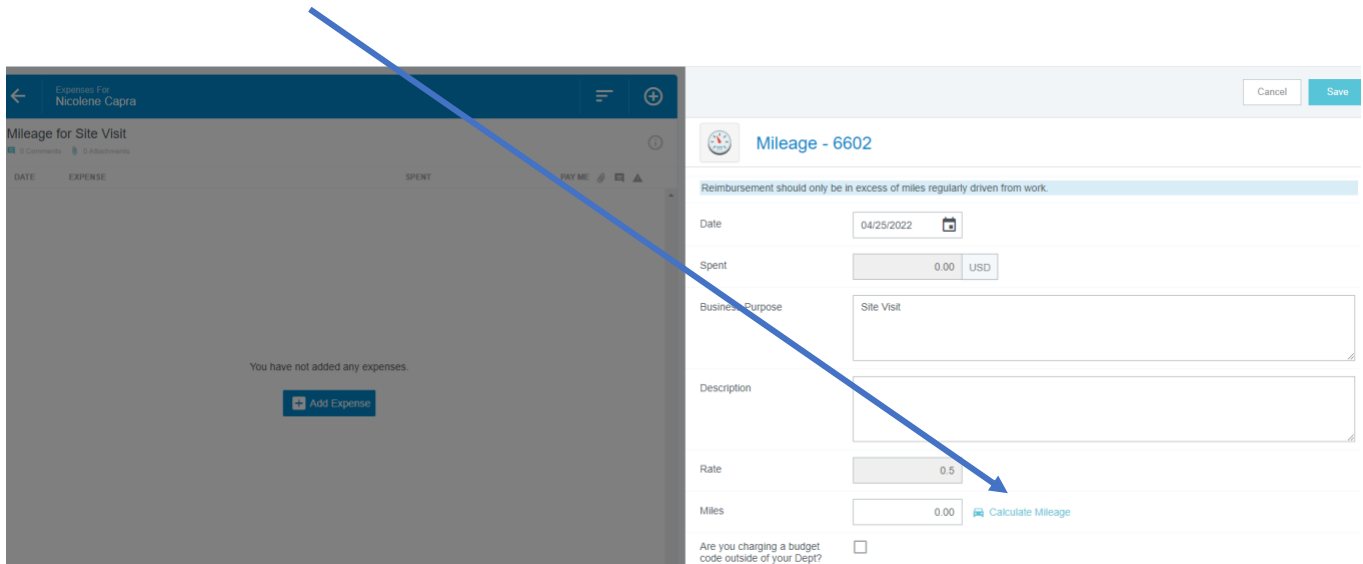 Expenses For
Nicolene Capra
Mileage for Site Visit
0 Comments 0 Attachments
DATE EXPENSE SPENT PAY ME
You have not added any expenses.
Add Expense
Cancel Save
Mileage - 6602
Reimbursement should only be in excess of miles regularly driven from work.
Date 04/25/2022
Spent 0.00 USD
Business Purpose Site Visit
Description
Rate 0.5
Miles 0.00 Calculate Mileage
Are you charging a budget
code outside of your Dept?